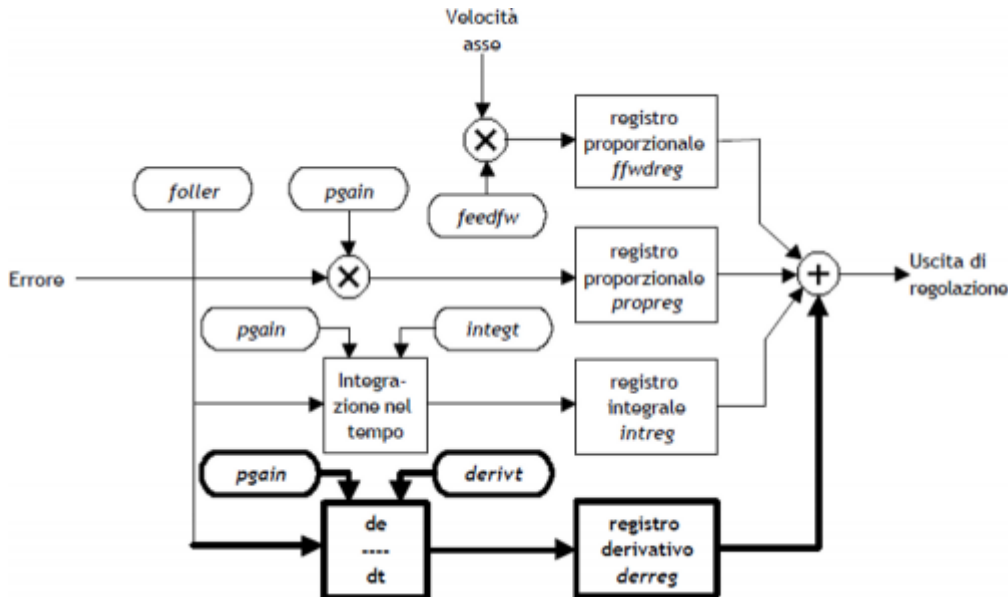 Velocità
asse
registro
proporzionale
ffwdreg
foller
pgain
feedfw
Errore
registro
proporzionale
propreg
Uscita di
regolazione
pgain
integt
Integra-
zione nel
tempo
registro
integrale
intreg
pgain
derivt
de
----
dt
registro
derivativo
derreg